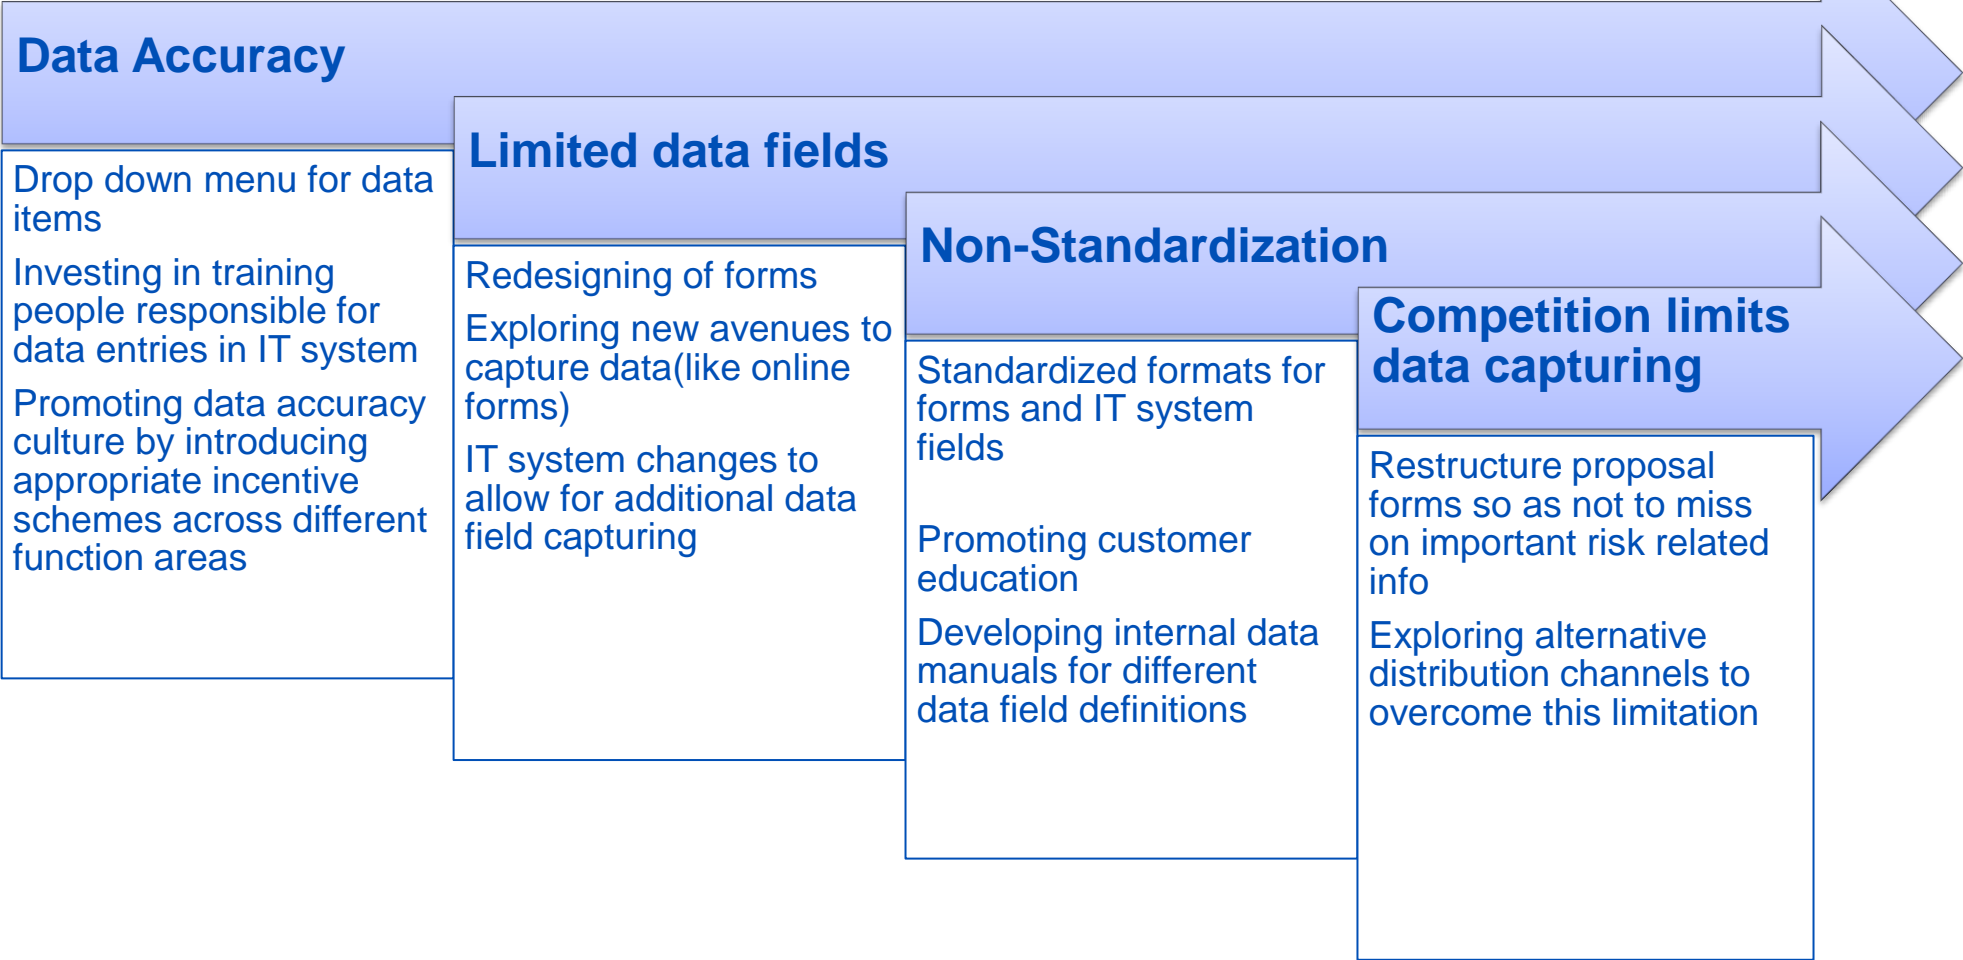 Data Accuracy
Drop down menu for data
items
Investing in training
people responsible for
data entries in IT system
Promoting data accuracy
culture by introducing
appropriate incentive
schemes across different
function areas
Limited data fields
Redesigning of forms
Exploring new avenues to
capture data(like online
forms)
IT system changes to
allow for additional data
field capturing
Non-Standardization
Standardized formats for
forms and IT system
fields
Promoting customer
education
Developing internal data
manuals for different
data field definitions
Competition limits
data capturing
Restructure proposal
forms so as not to miss
on important risk related
info
Exploring alternative
distribution channels to
overcome this limitation